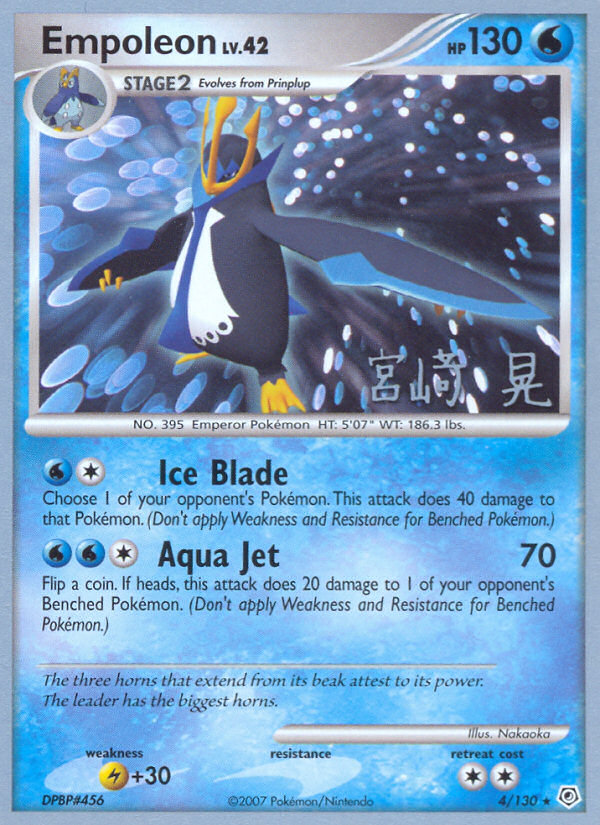 Empoleon LV.42 HP 130
STAGE2 Evolves from Prinplup
宮崎 晃
NO. 395 Emperor Pokémon HT: 5'07" WT: 186.3 lbs.
Ice Blade
Choose 1 of your opponent's Pokémon. This attack does 40 damage to
that Pokémon. (Don't apply Weakness and Resistance for Benched Pokémon.)
Aqua Jet 70
Flip a coin. If heads, this attack does 20 damage to 1 of your opponent's
Benched Pokémon. (Don't apply Weakness and Resistance for Benched
Pokémon.)
The three horns that extend from its beak attest to its power.
The leader has the biggest horns.
Illus. Nakaoka
weakness resistance retreat cost
+30
DPBP#456 ©2007 Pokémon/Nintendo 4/130 ★